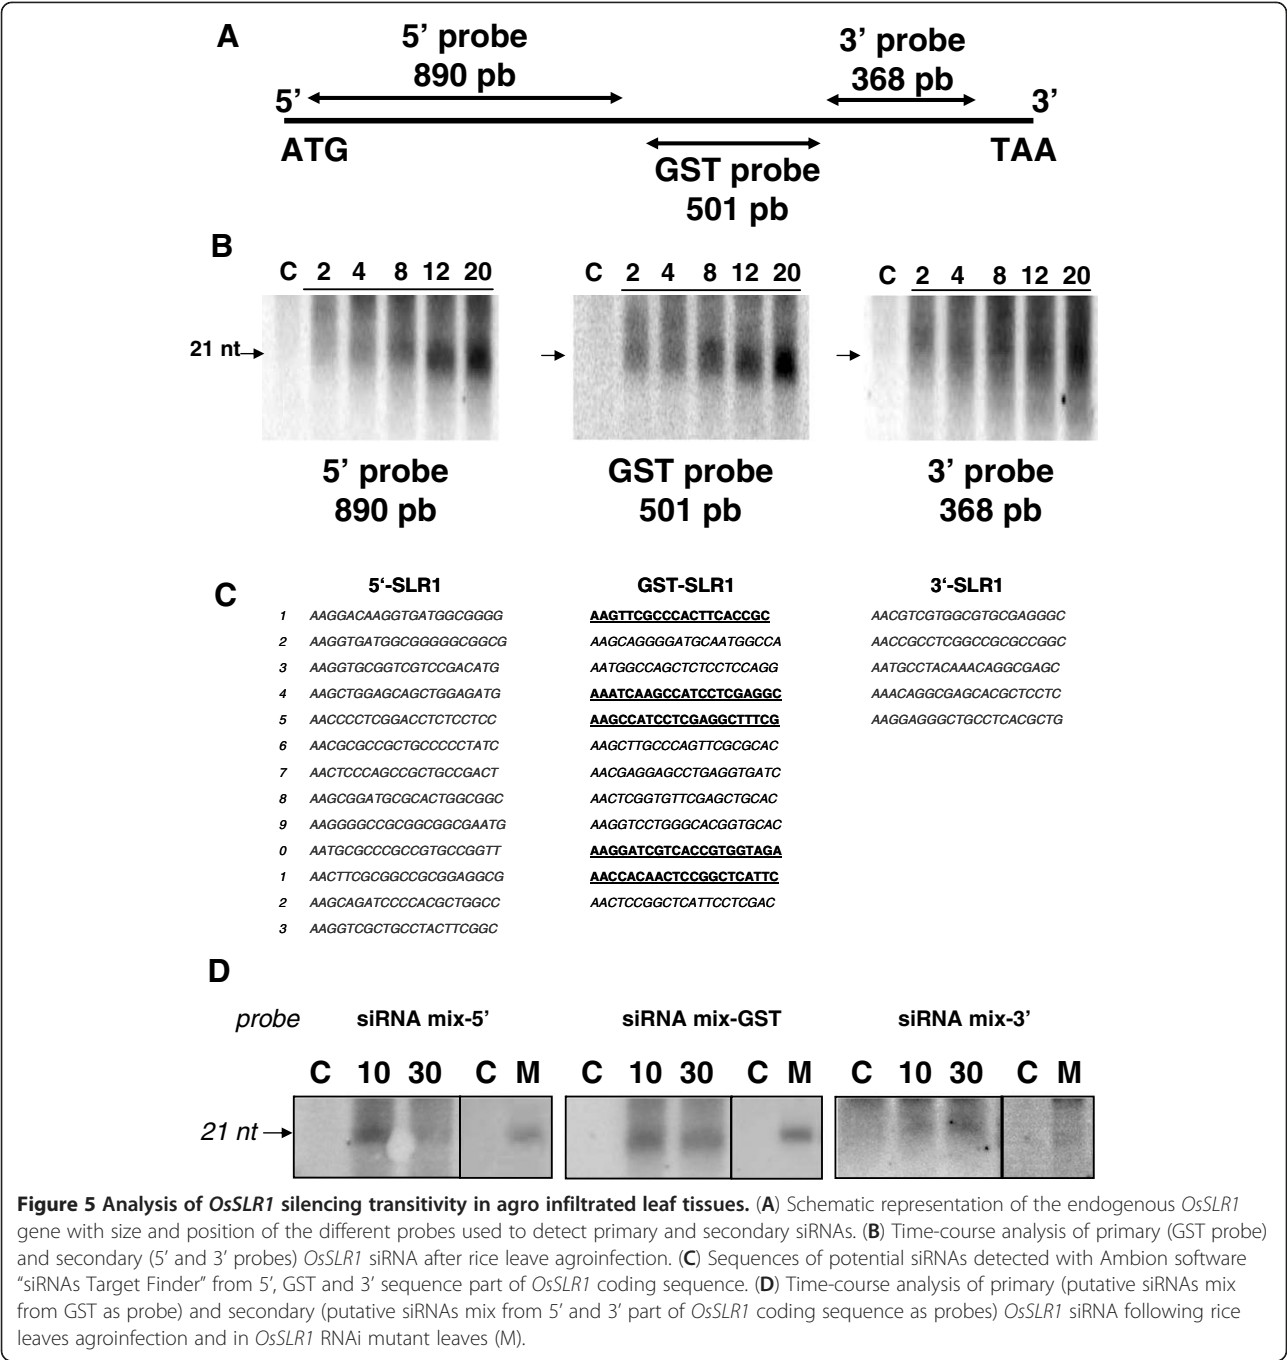 A
5’ probe
890 pb
3’ probe
368 pb
5’
3’
ATG
TAA
GST probe
501 pb
B
C 2 4 8 12 20
C 2 4 8 12 20
C 2 4 8 12 20
21 nt
5’ probe
890 pb
GST probe
501 pb
3’ probe
368 pb
C
5‘-SLR1 GST-SLR1 3‘-SLR1
1 AAGGACAAGGTGATGGCGGGG AAGTTCGCCCACTTCACCGC AACGTCGTGGCGTGCGAGGGC
2 AAGGTGATGGCGGGGGCGGCG AAGCAGGGGATGCAATGGCCA AACCGCCTCGGCCGCGCCGGC
3 AAGGTGCGGTCGTCCGACATG AATGGCCAGCTCTCCTCCAGG AATGCCTACAAACAGGCGAGC
4 AAGCTGGAGCAGCTGGAGATG AAATCAAGCCATCCTCGAGGC AAACAGGCGAGCACGCTCCTC
5 AACCCCTCGGACCTCTCCTCC AAGCCATCCTCGAGGCTTTCG AAGGAGGGCTGCCTCACGCTG
6 AACGCGCCGCTGCCCCCTATC AAGCTTGCCCAGTTCGCGCAC
7 AACTCCCAGCCGCTGCCGACT AACGAGGAGCCTGAGGTGATC
8 AAGCGGATGCGCACTGGCGGC AACTCGGTGTTCGAGCTGCAC
9 AAGGGGCCGCGGCGGCGAATG AAGGTCCTGGGCACGGTGCAC
0 AATGCGCCCGCCGTGCCGGTT AAGGATCGTCACCGTGGTAGA
1 AACTTCGCGGCCGCGGAGGCG AACCACAACTCCGGCTCATTC
2 AAGCAGATCCCCACGCTGGCC AACTCCGGCTCATTCCTCGAC
3 AAGGTCGCTGCCTACTTCGGC
D
probe siRNA mix-5’ siRNA mix-GST siRNA mix-3’
C 10 30 C M C 10 30 C M C 10 30 C M
21 nt
Figure 5 Analysis of OsSLR1 silencing transitivity in agro infiltrated leaf tissues. (A) Schematic representation of the endogenous OsSLR1
gene with size and position of the different probes used to detect primary and secondary siRNAs. (B) Time-course analysis of primary (GST probe)
and secondary (5′ and 3′ probes) OsSLR1 siRNA after rice leave agroinfection. (C) Sequences of potential siRNAs detected with Ambion software
“siRNAs Target Finder” from 5′, GST and 3′ sequence part of OsSLR1 coding sequence. (D) Time-course analysis of primary (putative siRNAs mix
from GST as probe) and secondary (putative siRNAs mix from 5′ and 3′ part of OsSLR1 coding sequence as probes) OsSLR1 siRNA following rice
leaves agroinfection and in OsSLR1 RNAi mutant leaves (M).